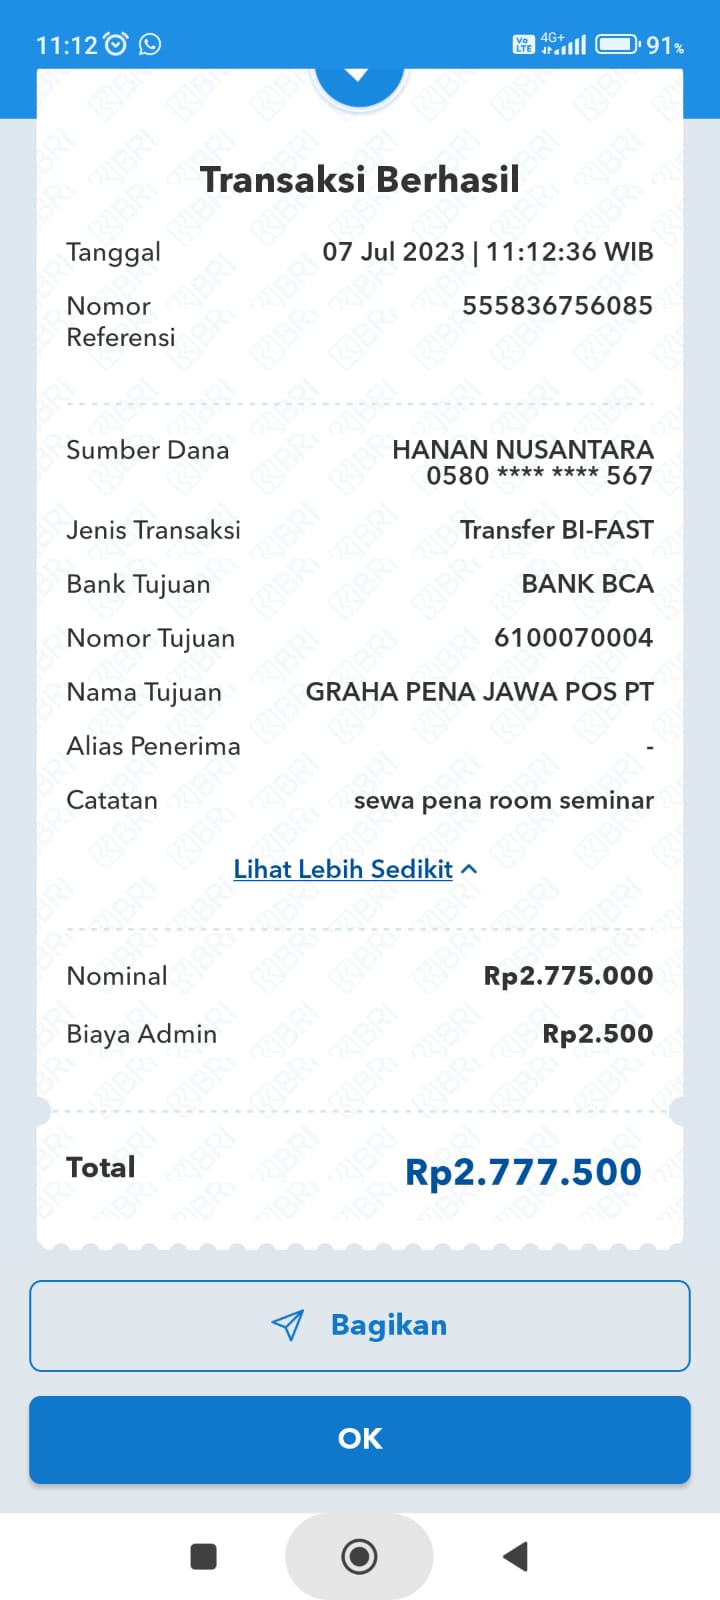 11:12
VoLTE 4G+ 91%
Transaksi Berhasil
Tanggal 07 Jul 2023 | 11:12:36 WIB
Nomor Referensi 555836756085
Sumber Dana HANAN NUSANTARA
0580 **** **** 567
Jenis Transaksi Transfer BI-FAST
Bank Tujuan BANK BCA
Nomor Tujuan 6100070004
Nama Tujuan GRAHA PENA JAWA POS PT
Alias Penerima -
Catatan sewa pena room seminar
Lihat Lebih Sedikit
Nominal Rp2.775.000
Biaya Admin Rp2.500
Total Rp2.777.500
Bagikan
OK